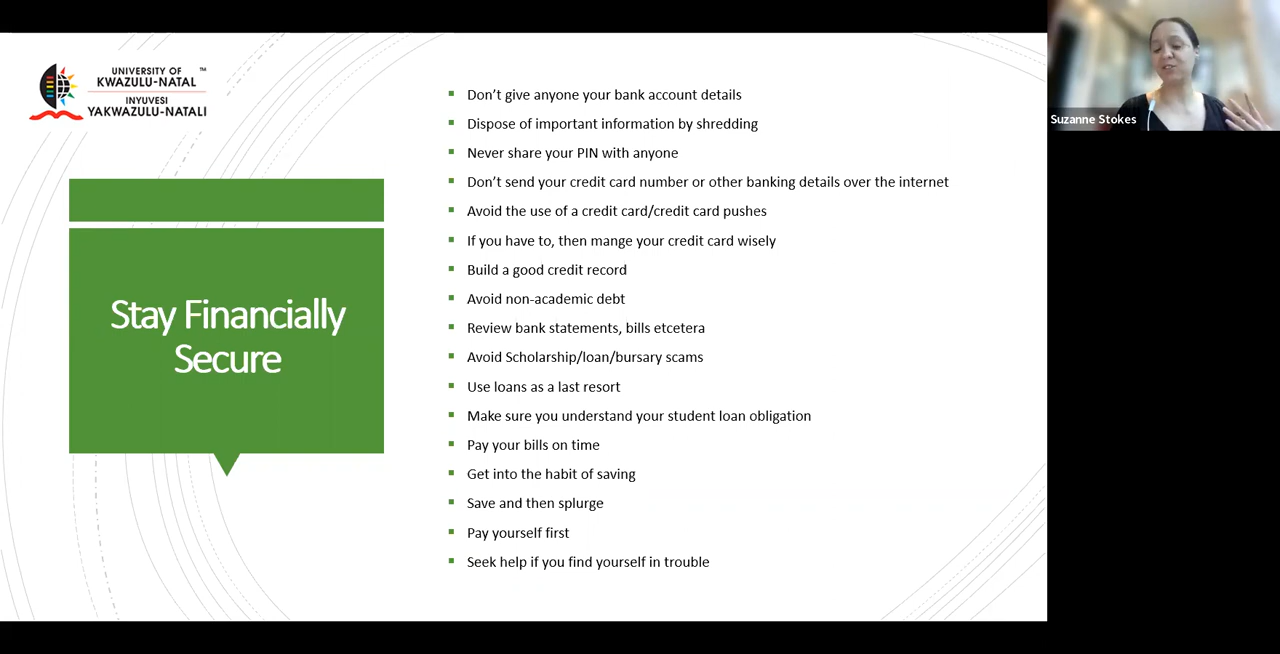 UNIVERSITY OF ™
KWAZULU-NATAL
INYUVESI
YAKWAZULU-NATALI
Stay Financially
Secure
Don't give anyone your bank account details
Dispose of important information by shredding
Never share your PIN with anyone
Don't send your credit card number or other banking details over the internet
Avoid the use of a credit card/credit card pushes
If you have to, then mange your credit card wisely
Build a good credit record
Avoid non-academic debt
Review bank statements, bills etcetera
Avoid Scholarship/loan/bursary scams
Use loans as a last resort
Make sure you understand your student loan obligation
Pay your bills on time
Get into the habit of saving
Save and then splurge
Pay yourself first
Seek help if you find yourself in trouble
Suzanne Stokes